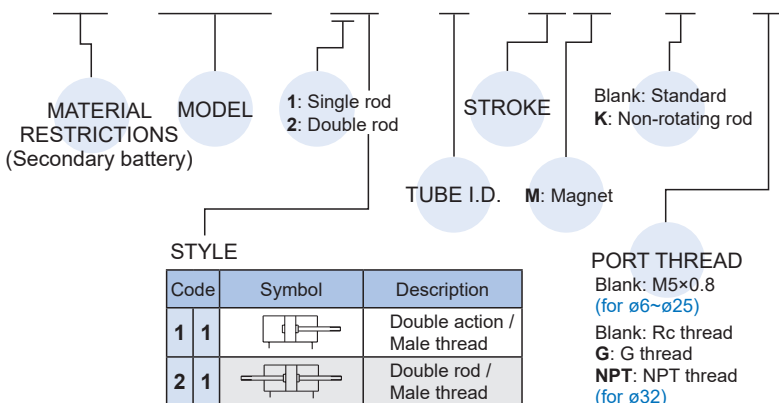 MATERIAL
RESTRICTIONS
(Secondary battery)
MODEL
1: Single rod
2: Double rod
TUBE I.D.
STROKE
M: Magnet
Blank: Standard
K: Non-rotating rod
PORT THREAD
Blank: M5×0.8
(for ø6~ø25)
Blank: Rc thread
G: G thread
NPT: NPT thread
(for ø32)
STYLE
Code Symbol Description
1 1 Double action /
Male thread
2 1 Double rod /
Male thread